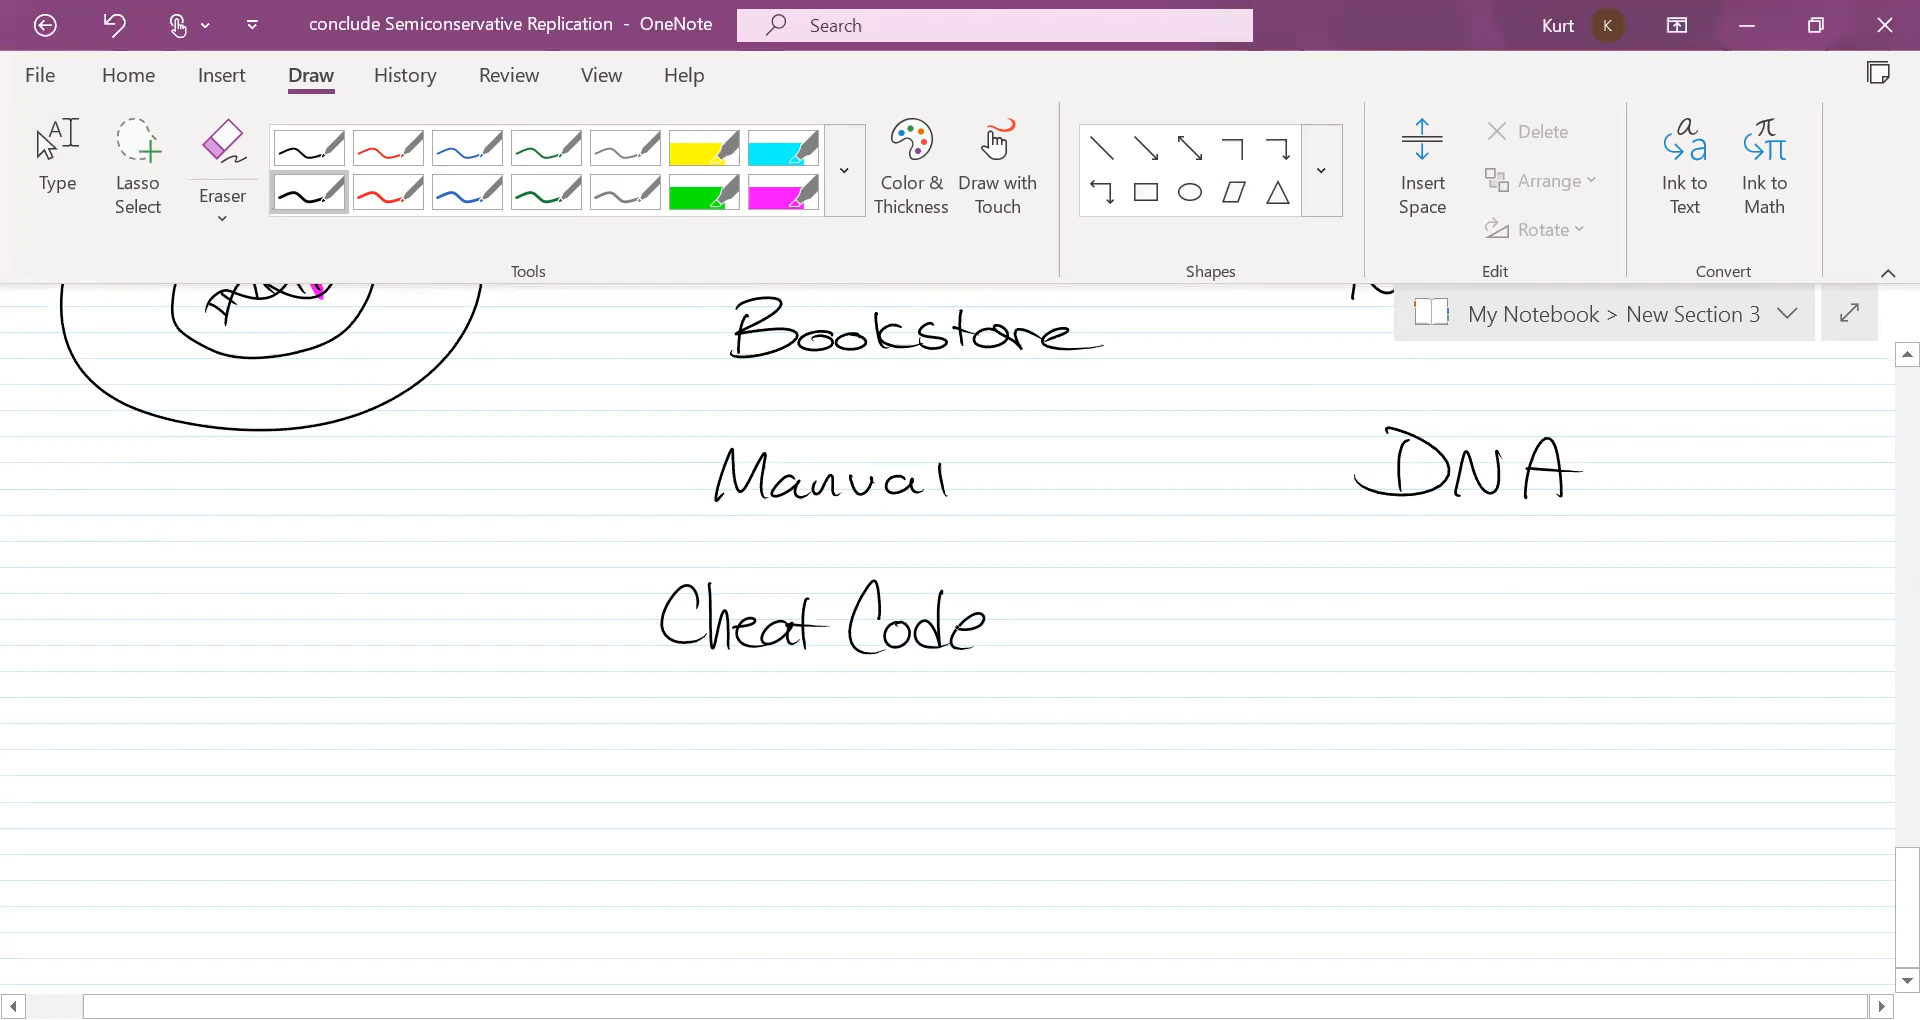 conclude Semiconservative Replication - OneNote
Search
Kurt K
File Home Insert Draw History Review View Help
Type
Lasso Select
Eraser
Color & Thickness
Draw with Touch
Insert Space
Delete
Arrange
Rotate
Ink to Text
Ink to Math
Tools Shapes Edit Convert
My Notebook > New Section 3
Bookstore
Manual DNA
Cheat Code